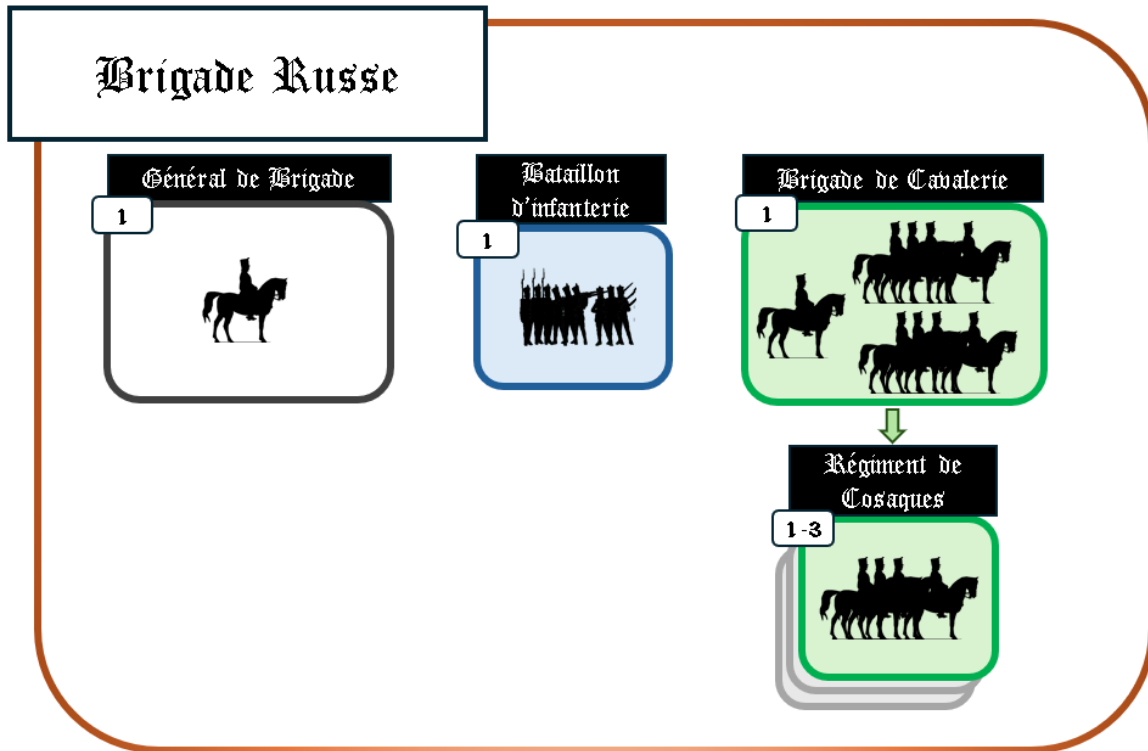 Brigade Russe
Général de Brigade
1
Bataillon
d'infanterie
1
Brigade de Cavalerie
1
Régiment de
Cosaques
1-3